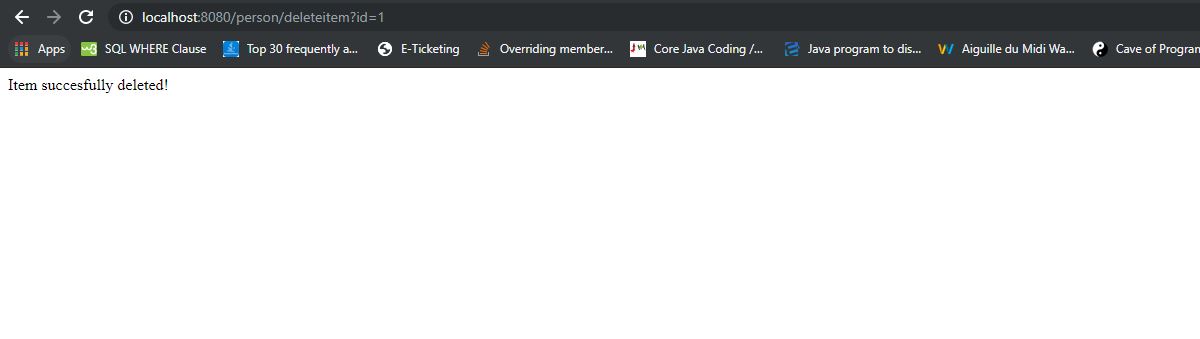 localhost:8080/person/deleteitem?id=1
Apps SQL WHERE Clause Top 30 frequently a... E-Ticketing Overriding member... Core Java Coding /... Java program to dis... Aiguille du Midi Wa... Cave of Program
Item succesfully deleted!